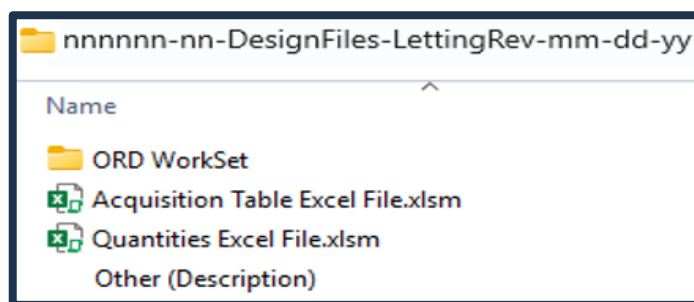 nnnnnn-nn-DesignFiles-LettingRev-mm-dd-yy
Name
ORD WorkSet
Acquisition Table Excel File.xlsm
Quantities Excel File.xlsm
Other (Description)